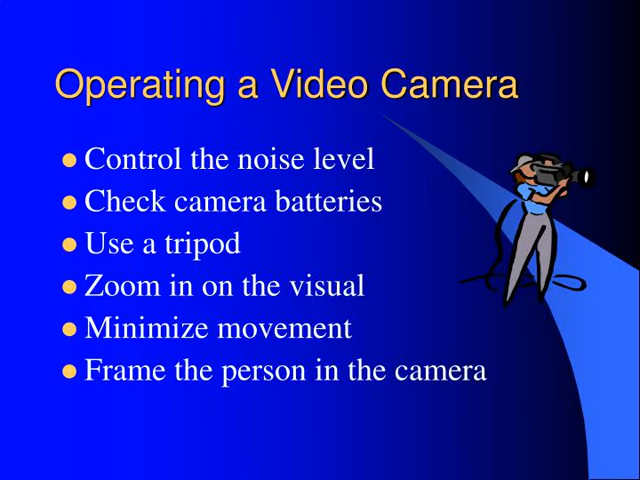 Operating a Video Camera
Control the noise level
Check camera batteries
Use a tripod
Zoom in on the visual
Minimize movement
Frame the person in the camera